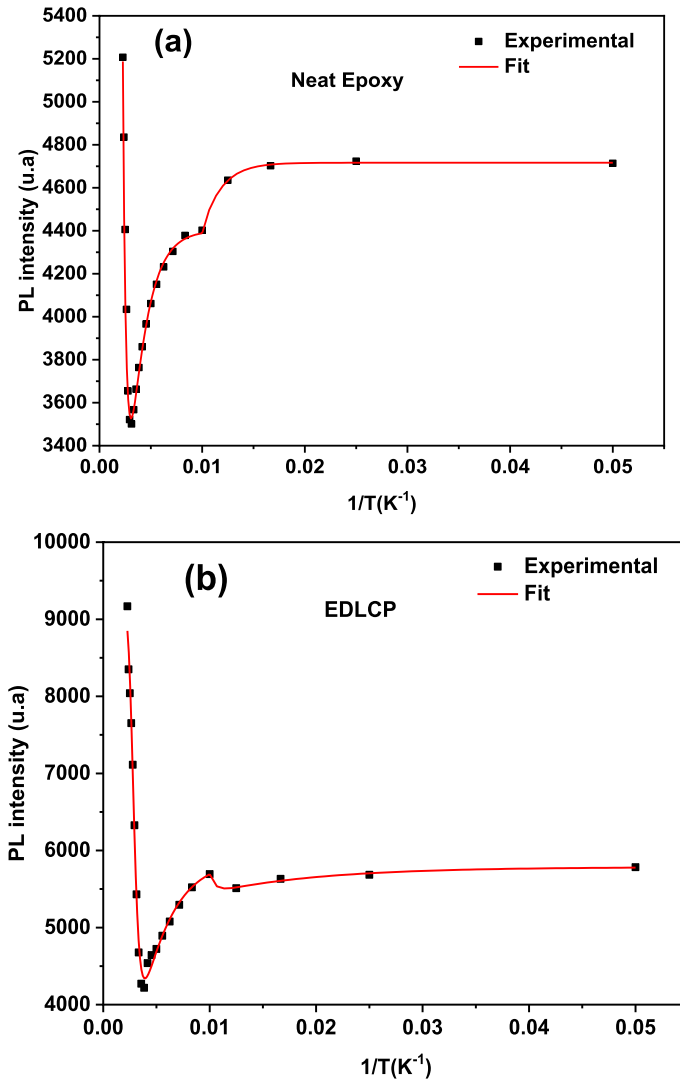 (a)
Experimental
Fit
Neat Epoxy
PL intensity (u.a)
5400
5200
5000
4800
4600
4400
4200
4000
3800
3600
3400
0.00 0.01 0.02 0.03 0.04 0.05
1/T(K⁻¹)
(b)
Experimental
Fit
EDLCP
PL intensity (u.a)
10000
9000
8000
7000
6000
5000
4000
0.00 0.01 0.02 0.03 0.04 0.05
1/T(K⁻¹)